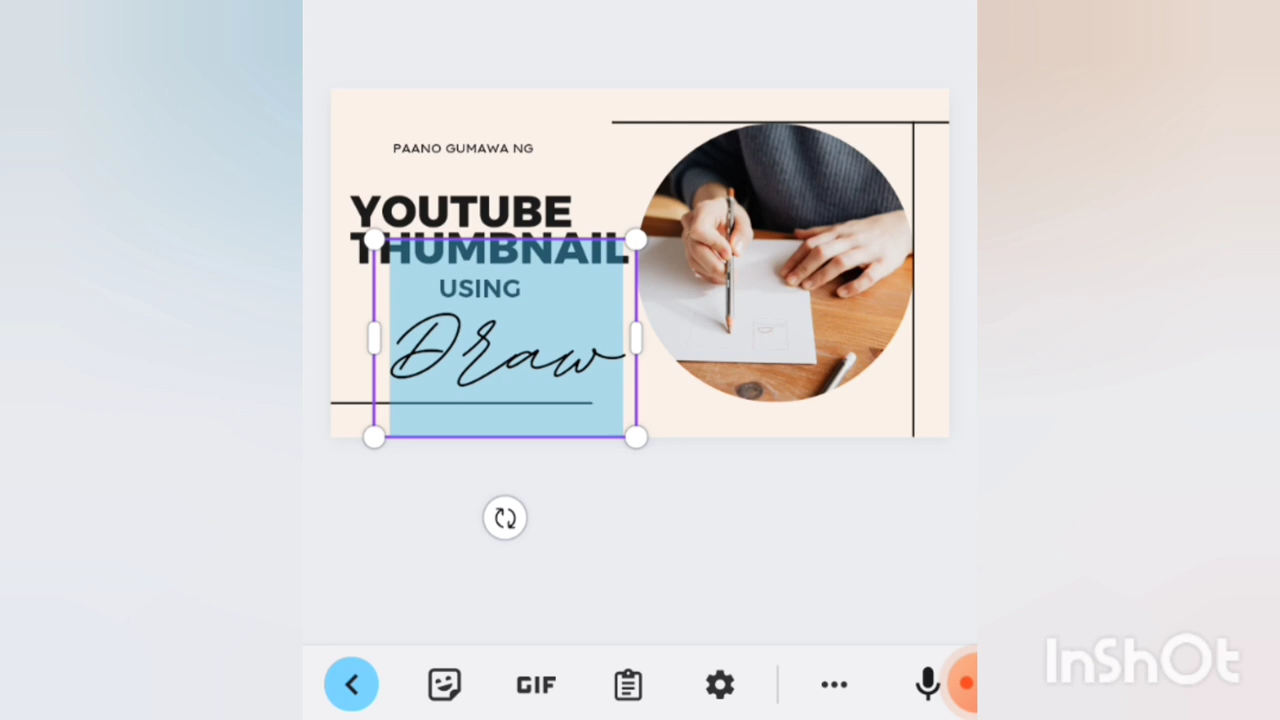 PAANO GUMAWA NG
YOUTUBE
THUMBNAIL
USING
Draw
GIF
InShOt